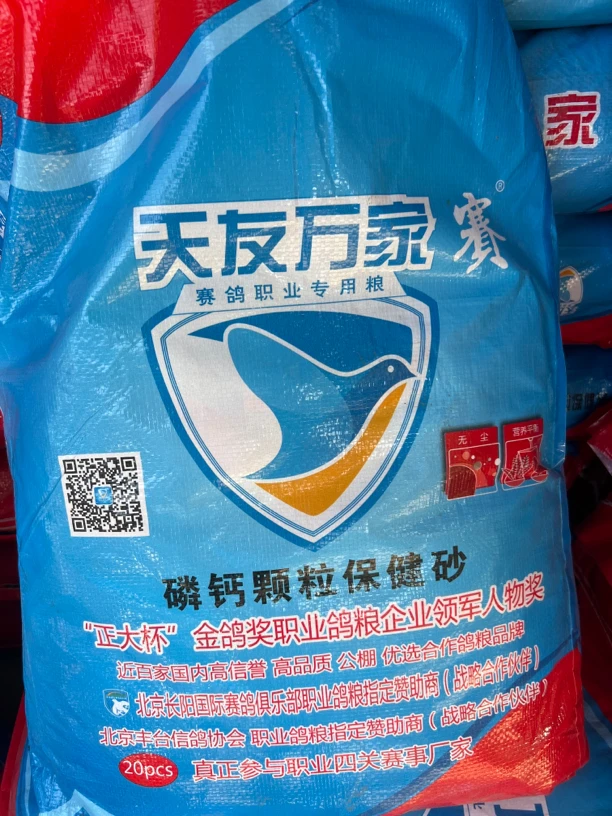 家
天友万家 赛®
赛鸽职业专用粮
无尘 营养平衡
磷钙颗粒保健砂
“正大杯”金鸽奖职业鸽粮企业领军人物奖
近百家国内高信誉 高品质 公棚 优选合作鸽粮品牌
北京长阳国际赛鸽俱乐部职业鸽粮指定赞助商（战略合作伙伴）
北京丰台信鸽协会 职业鸽粮指定赞助商（战略合作伙伴）
20pcs 真正参与职业四关赛事厂家